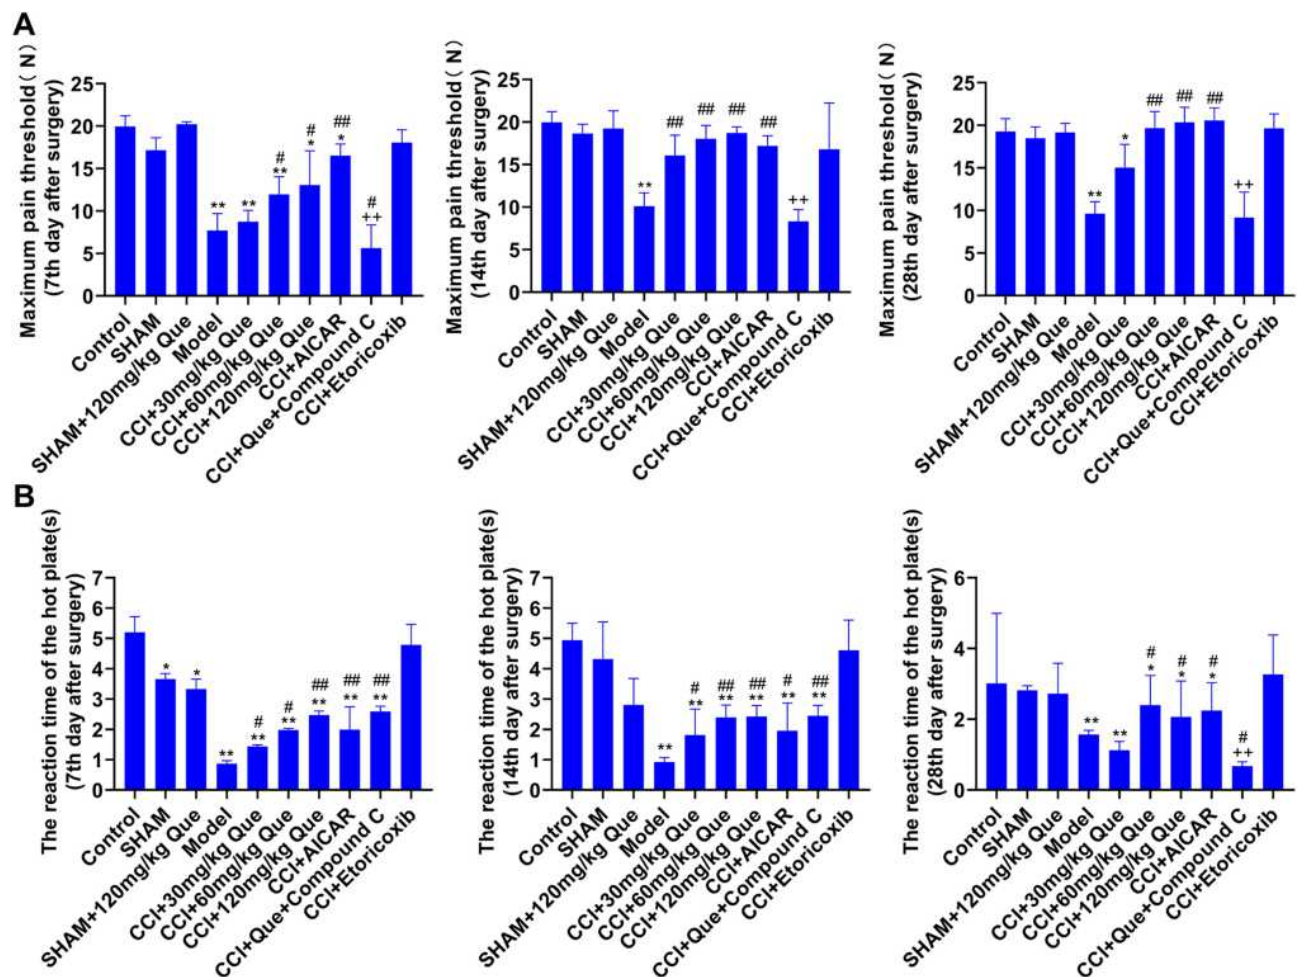 A
Maximum pain threshold( N)
(7th day after surgery)
25
20
15
10
5
0
** ** # ** # * ## * # ++
Control
SHAM
SHAM+120mg/kg Que
Model
CCI+30mg/kg Que
CCI+60mg/kg Que
CCI+120mg/kg Que
CCI+AICAR
CCI+Que+Compound C
CCI+Etoricoxib
Maximum pain threshold( N)
(14th day after surgery)
25
20
15
10
5
0
** ## ## ## ## ++
Control
SHAM
SHAM+120mg/kg Que
Model
CCI+30mg/kg Que
CCI+60mg/kg Que
CCI+120mg/kg Que
CCI+AICAR
CCI+Que+Compound C
CCI+Etoricoxib
Maximum pain threshold( N)
(28th day after surgery)
25
20
15
10
5
0
** * ## ## ## ++
Control
SHAM
SHAM+120mg/kg Que
Model
CCI+30mg/kg Que
CCI+60mg/kg Que
CCI+120mg/kg Que
CCI+AICAR
CCI+Que+Compound C
CCI+Etoricoxib
B
The reaction time of the hot plate(s)
(7th day after surgery)
7
6
5
4
3
2
1
0
* * ** # ** # ** ## ** ## ** ## **
Control
SHAM
SHAM+120mg/kg Que
Model
CCI+30mg/kg Que
CCI+60mg/kg Que
CCI+120mg/kg Que
CCI+AICAR
CCI+Que+Compound C
CCI+Etoricoxib
The reaction time of the hot plate(s)
(14th day after surgery)
7
6
5
4
3
2
1
0
** # ** ## ** ## ** # ** ## **
Control
SHAM
SHAM+120mg/kg Que
Model
CCI+30mg/kg Que
CCI+60mg/kg Que
CCI+120mg/kg Que
CCI+AICAR
CCI+Que+Compound C
CCI+Etoricoxib
The reaction time of the hot plate(s)
(28th day after surgery)
6
4
2
0
** ** # * # * # * # ++
Control
SHAM
SHAM+120mg/kg Que
Model
CCI+30mg/kg Que
CCI+60mg/kg Que
CCI+120mg/kg Que
CCI+AICAR
CCI+Que+Compound C
CCI+Etoricoxib